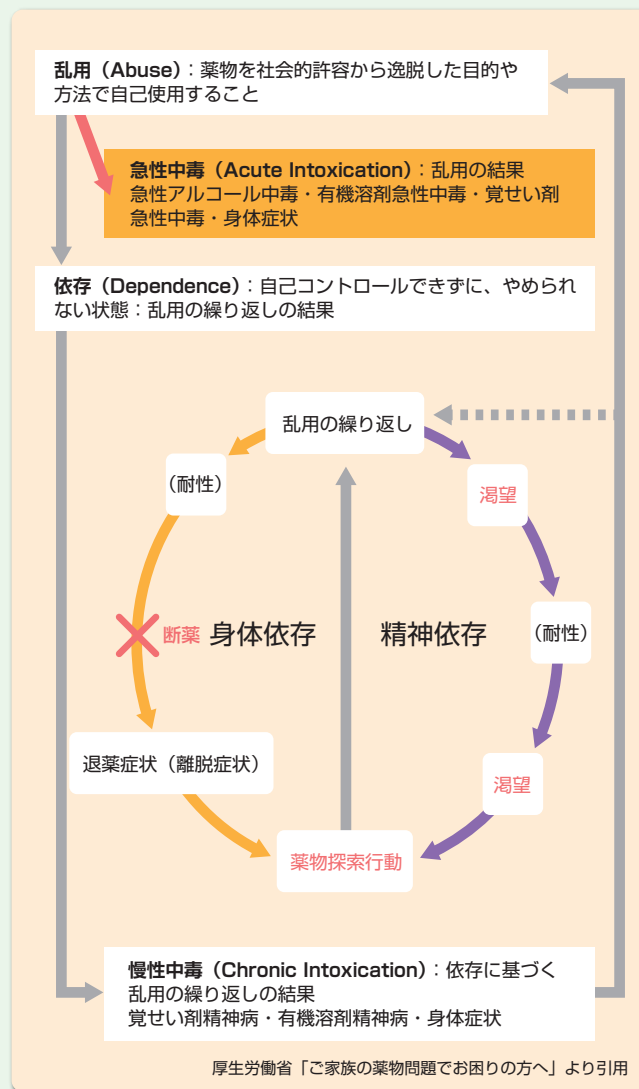 乱用（Abuse）：薬物を社会的許容から逸脱した目的や
方法で自己使用すること
急性中毒（Acute Intoxication）：乱用の結果
急性アルコール中毒・有機溶剤急性中毒・覚せい剤
急性中毒・身体症状
依存（Dependence）：自己コントロールできずに、やめられ
ない状態：乱用の繰り返しの結果
乱用の繰り返し
（耐性）
渇望
断薬
身体依存
精神依存
（耐性）
退薬症状（離脱症状）
渇望
薬物探索行動
慢性中毒（Chronic Intoxication）：依存に基づく
乱用の繰り返しの結果
覚せい剤精神病・有機溶剤精神病・身体症状
厚生労働省「ご家族の薬物問題でお困りの方へ」より引用